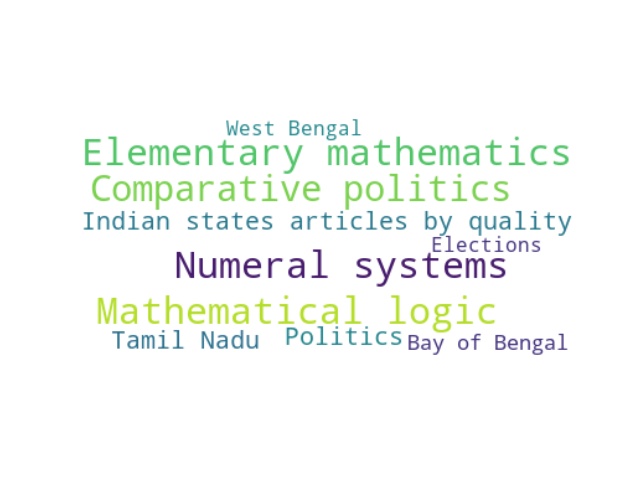 West Bengal
Elementary mathematics
Comparative politics
Indian states articles by quality
Elections
Numeral systems
Mathematical logic
Tamil Nadu Politics Bay of Bengal